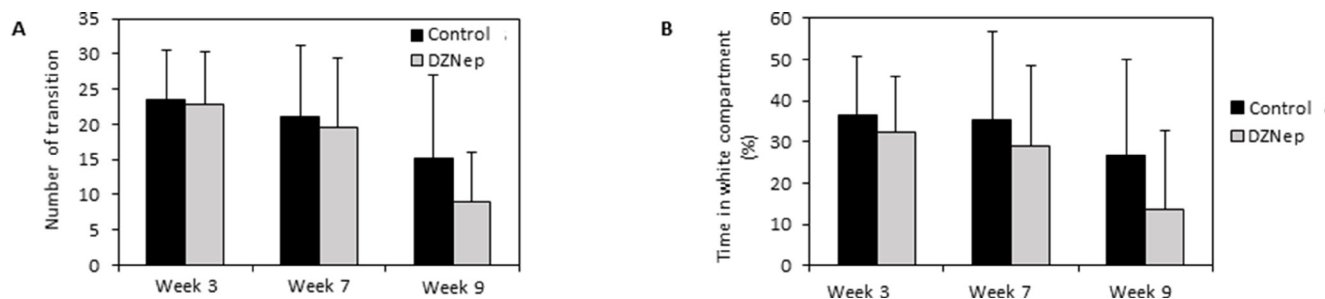 A
Number of transition
35
30
25
20
15
10
5
0
Control
DZNep
Week 3
Week 7
Week 9
B
Time in white compartment
(%)
60
50
40
30
20
10
0
Week 3
Week 7
Week 9
Control
DZNep